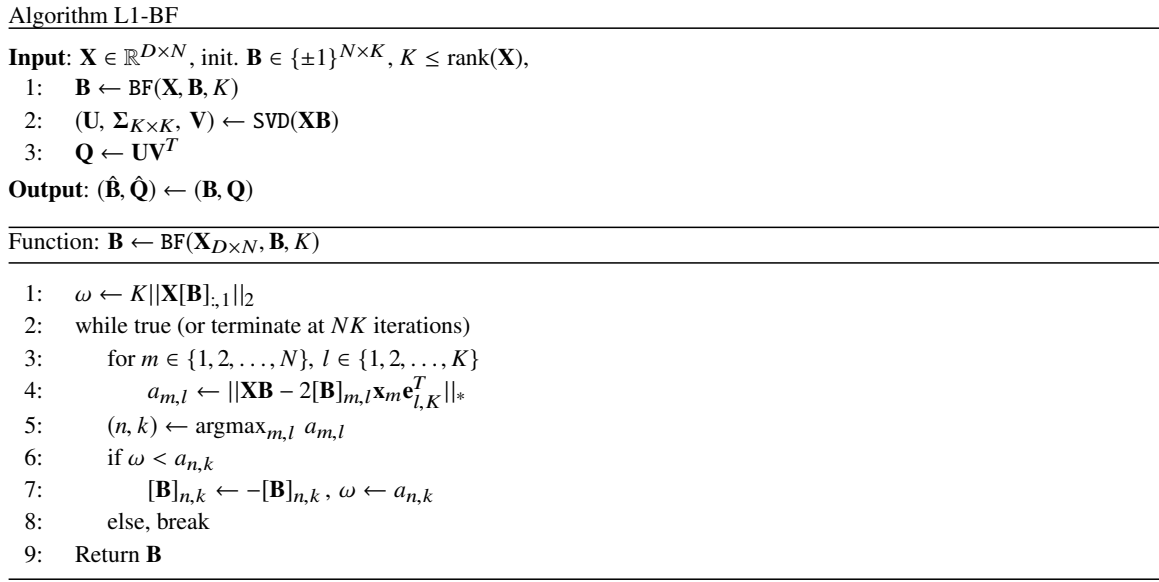 Algorithm L1-BF
Input: X ∈ ℝ^{D×N}, init. B ∈ {±1}^{N×K}, K ≤ rank(X),
1: B ← BF(X, B, K)
2: (U, Σ_{K×K}, V) ← SVD(XB)
3: Q ← UV^T
Output: (B̂, Q̂) ← (B, Q)
Function: B ← BF(X_{D×N}, B, K)
1: ω ← K||X[B]_{:,1}||_2
2: while true (or terminate at NK iterations)
3: for m ∈ {1, 2, . . . , N}, l ∈ {1, 2, . . . , K}
4: a_{m,l} ← ||XB − 2[B]_{m,l}x_m e_{l,K}^T||_*
5: (n, k) ← argmax_{m,l} a_{m,l}
6: if ω < a_{n,k}
7: [B]_{n,k} ← −[B]_{n,k} , ω ← a_{n,k}
8: else, break
9: Return B